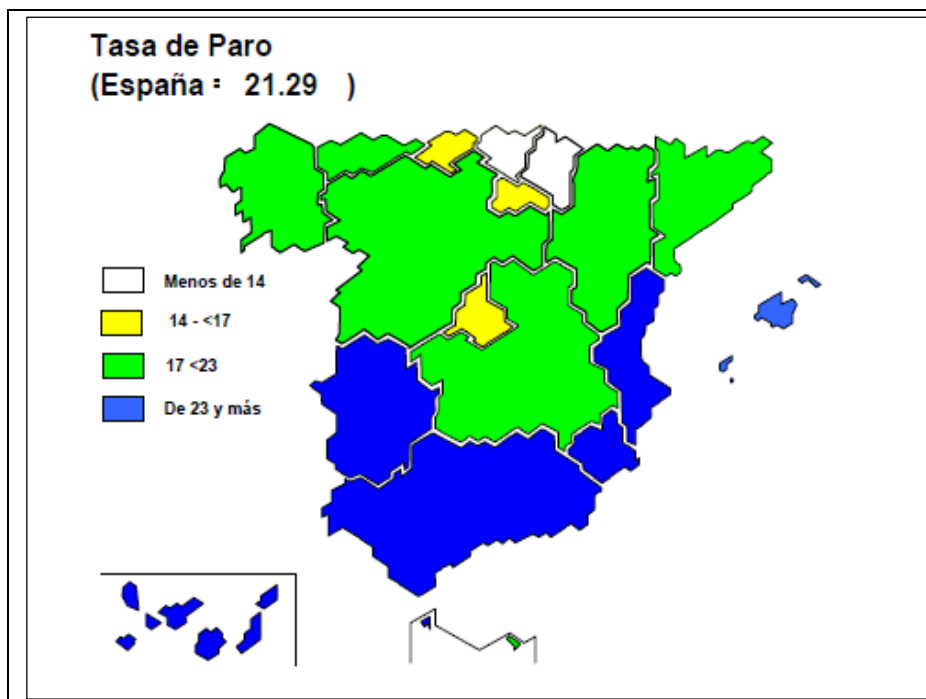 Tasa de Paro
(España = 21.29 )
Menos de 14
14 - <17
17 <23
De 23 y más